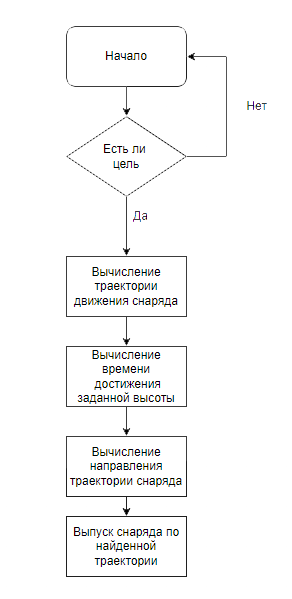 Начало
Нет
Есть ли
цель
Да
Вычисление
траектории
движения снаряда
Вычисление
времени
достижения
заданной высоты
Вычисление
направления
траектории снаряда
Выпуск снаряда по
найденной
траектории